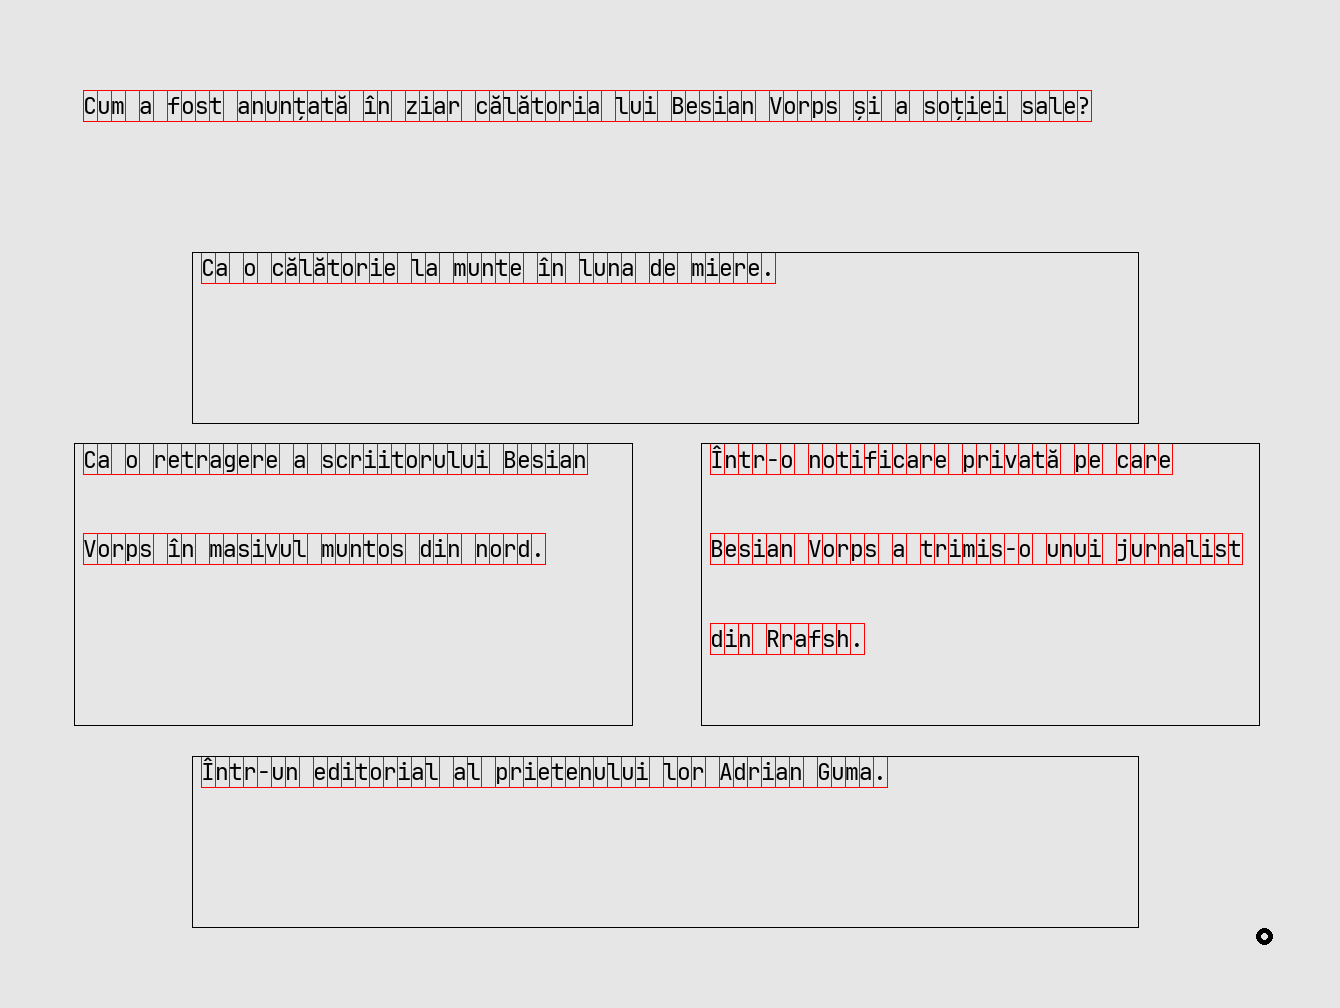 Cum a fost anunțată în ziar călătoria lui Besian Vorps și a soției sale?
Ca o călătorie la munte în luna de miere.
Ca o retragere a scriitorului Besian
Vorps în masivul muntos din nord.
Într-o notificare privată pe care
Besian Vorps a trimis-o unui jurnalist
din Rrafsh.
Într-un editorial al prietenului lor Adrian Guma.